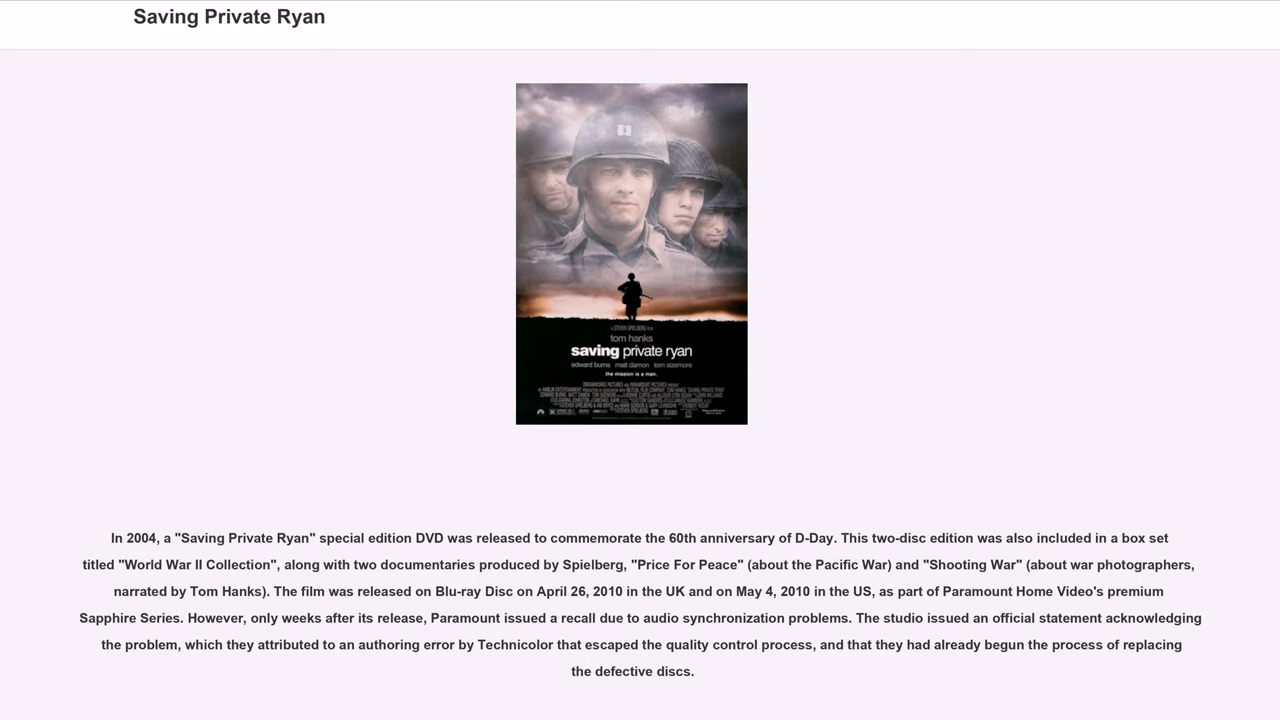 Saving Private Ryan
A STEVEN SPIELBERG FILM
tom hanks
saving private ryan
edward burns matt damon tom sizemore
the mission is a man.
DREAMWORKS PICTURES AND PARAMOUNT PICTURES PRESENT
In 2004, a "Saving Private Ryan" special edition DVD was released to commemorate the 60th anniversary of D-Day. This two-disc edition was also included in a box set
titled "World War II Collection", along with two documentaries produced by Spielberg, "Price For Peace" (about the Pacific War) and "Shooting War" (about war photographers,
narrated by Tom Hanks). The film was released on Blu-ray Disc on April 26, 2010 in the UK and on May 4, 2010 in the US, as part of Paramount Home Video's premium
Sapphire Series. However, only weeks after its release, Paramount issued a recall due to audio synchronization problems. The studio issued an official statement acknowledging
the problem, which they attributed to an authoring error by Technicolor that escaped the quality control process, and that they had already begun the process of replacing
the defective discs.